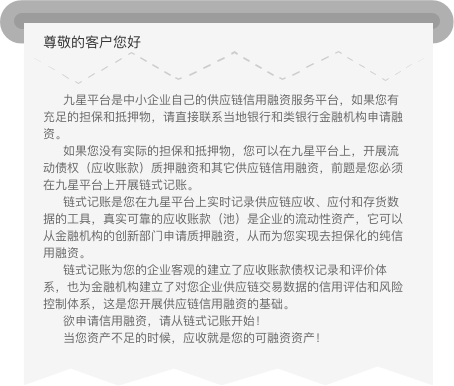 尊敬的客户您好
九星平台是中小企业自己的供应链信用融资服务平台，如果您有
充足的担保和抵押物，请直接联系当地银行和类银行金融机构申请融
资。
如果您没有实际的担保和抵押物，您可以在九星平台上，开展流
动债权（应收账款）质押融资和其它供应链信用融资，前题是您必须
在九星平台上开展链式记账。
链式记账是您在九星平台上实时记录供应链应收、应付和存货数
据的工具，真实可靠的应收账款（池）是企业的流动性资产，它可以
从金融机构的创新部门申请质押融资，从而为您实现去担保化的纯信
用融资。
链式记账为您的企业客观的建立了应收账款债权记录和评价体
系，也为金融机构建立了对您企业供应链交易数据的信用评估和风险
控制体系，这是您开展供应链信用融资的基础。
欲申请信用融资，请从链式记账开始！
当您资产不足的时候，应收就是您的可融资资产！